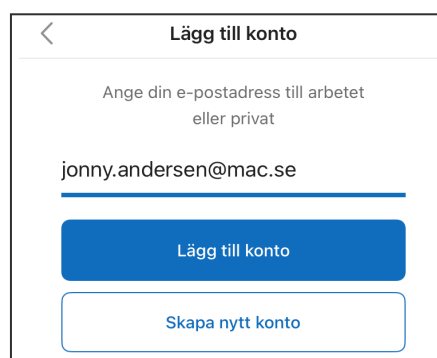 Lägg till konto
Ange din e-postadress till arbetet
eller privat
jonny.andersen@mac.se
Lägg till konto
Skapa nytt konto